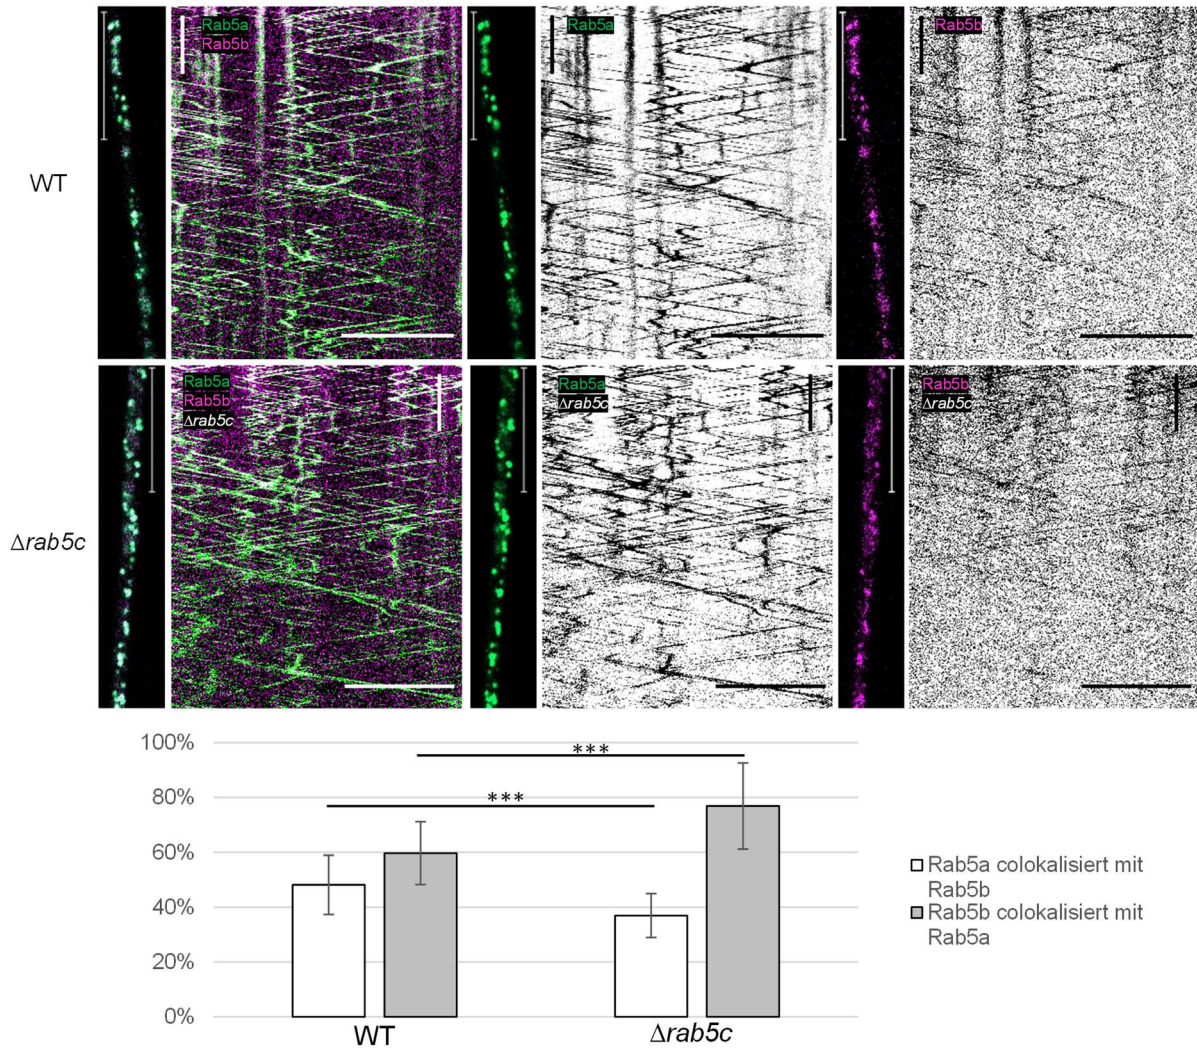 Rab5a
Rab5b
Rab5a
Rab5b
WT
Rab5a
Rab5b
Δrab5c
Rab5a
Δrab5c
Rab5b
Δrab5c
Δrab5c
100%
80%
60%
40%
20%
0%
***
***
WT
Δrab5c
Rab5a colokalisiert mit
Rab5b
Rab5b colokalisiert mit
Rab5a